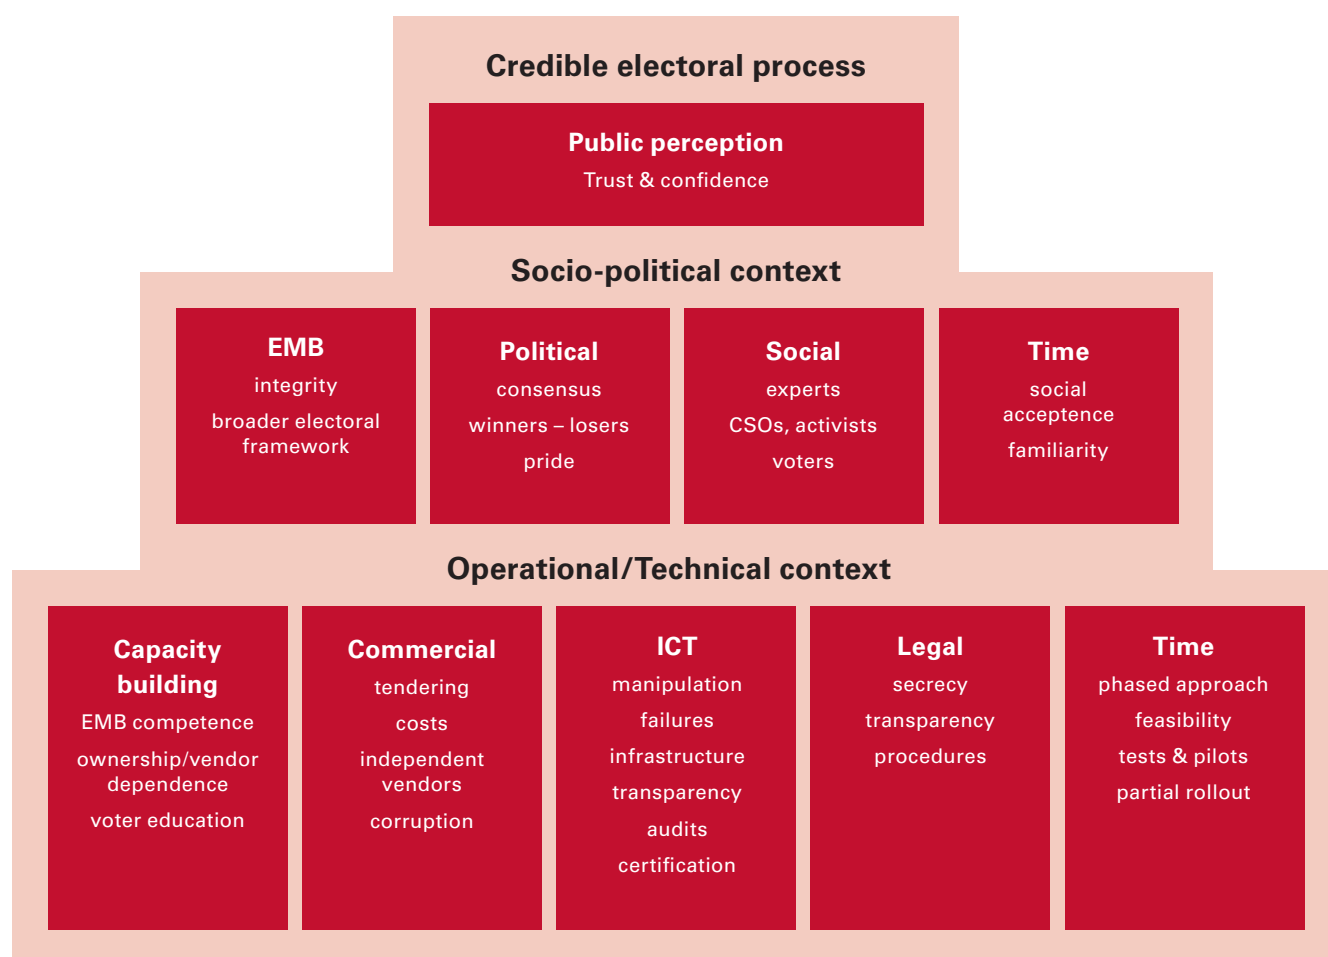 Credible electoral process
Public perception
Trust & confidence
Socio-political context
EMB
integrity
broader electoral
framework
Political
consensus
winners – losers
pride
Social
experts
CSOs, activists
voters
Time
social
acceptence
familiarity
Operational/Technical context
Capacity
building
EMB competence
ownership/vendor
dependence
voter education
Commercial
tendering
costs
independent
vendors
corruption
ICT
manipulation
failures
infrastructure
transparency
audits
certification
Legal
secrecy
transparency
procedures
Time
phased approach
feasibility
tests & pilots
partial rollout